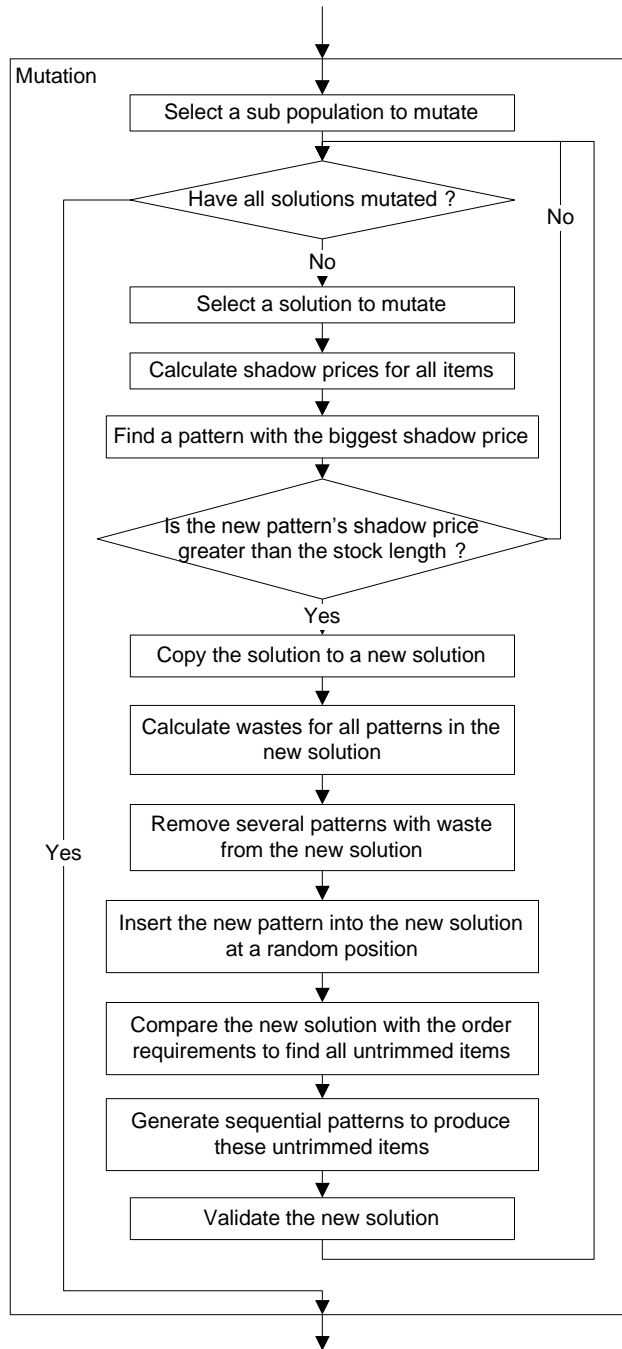 Mutation
Select a sub population to mutate
Have all solutions mutated ?
No
No
Select a solution to mutate
Calculate shadow prices for all items
Find a pattern with the biggest shadow price
Is the new pattern's shadow price
greater than the stock length ?
Yes
Copy the solution to a new solution
Calculate wastes for all patterns in the
new solution
Remove several patterns with waste
from the new solution
Yes
Insert the new pattern into the new solution
at a random position
Compare the new solution with the order
requirements to find all untrimmed items
Generate sequential patterns to produce
these untrimmed items
Validate the new solution